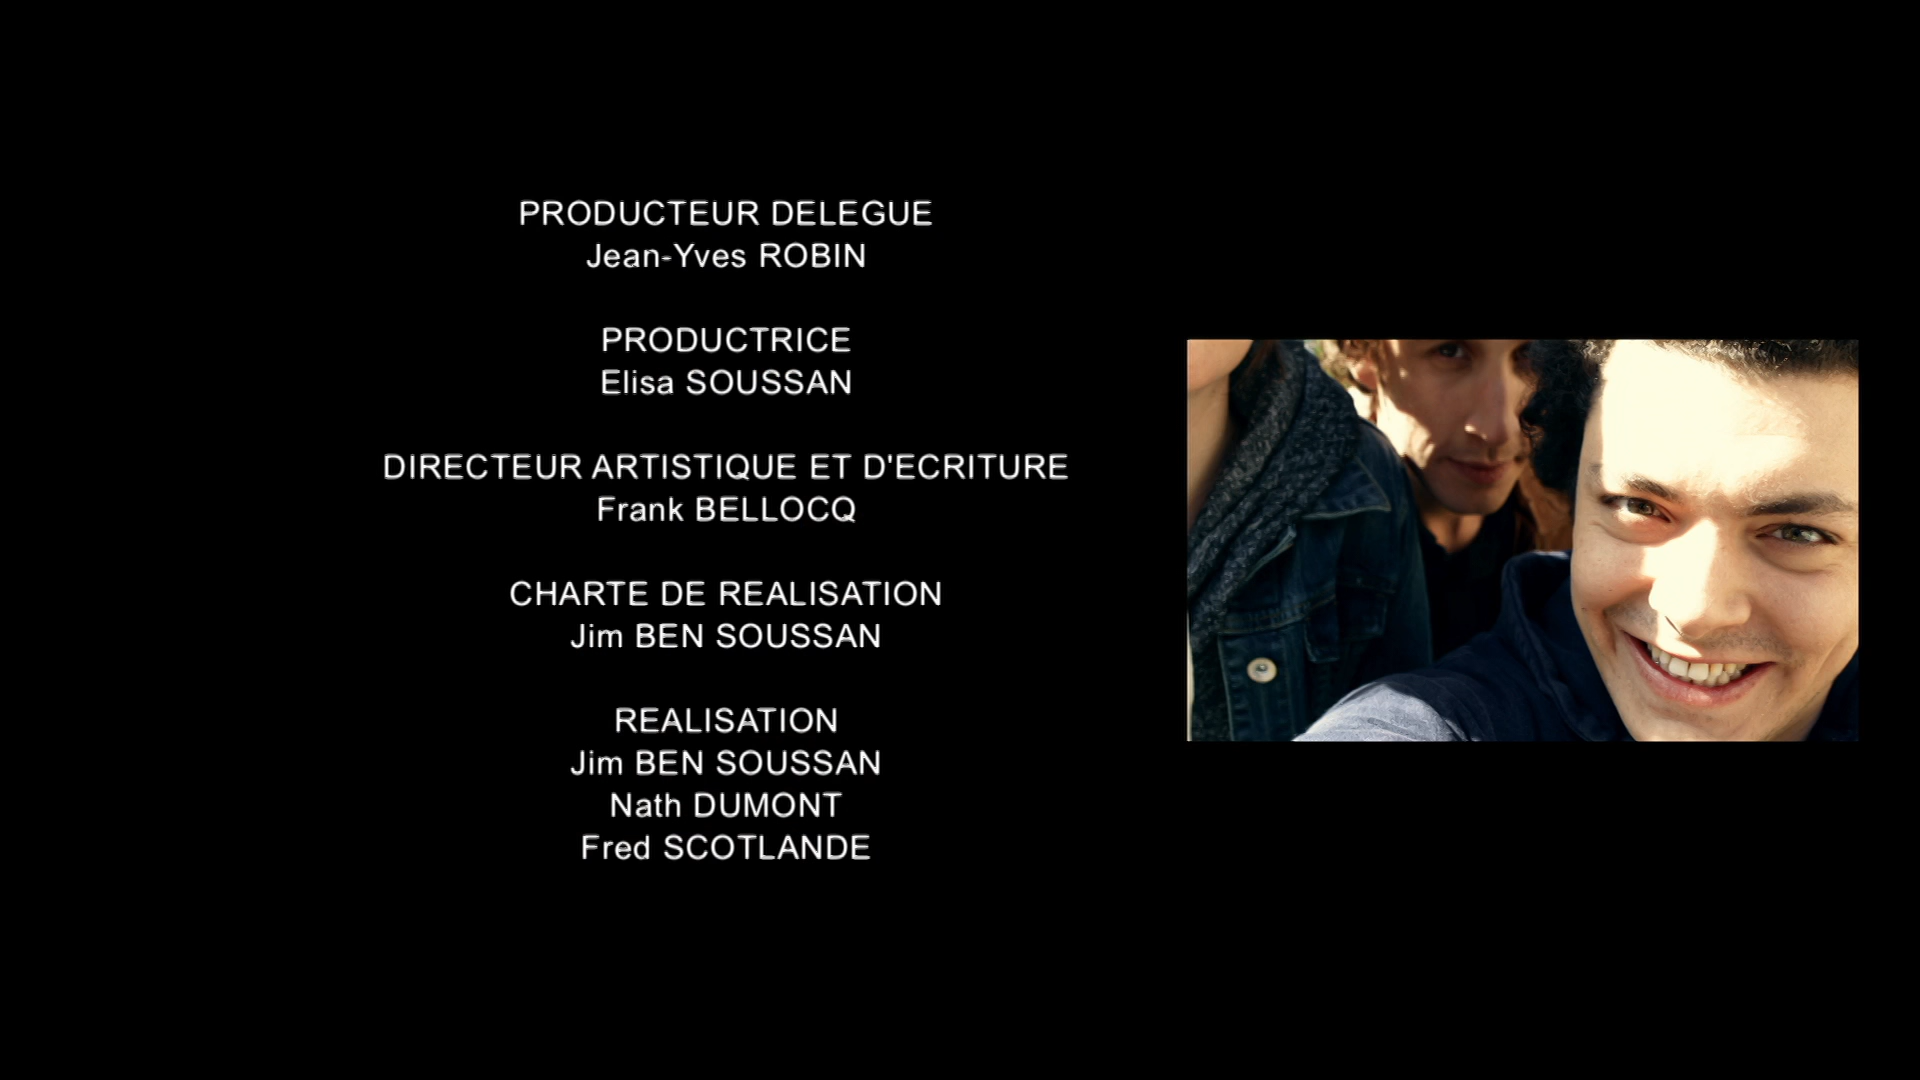 PRODUCTEUR DELEGUE
Jean-Yves ROBIN
PRODUCTRICE
Elisa SOUSSAN
DIRECTEUR ARTISTIQUE ET D'ECRITURE
Frank BELLOCQ
CHARTE DE REALISATION
Jim BEN SOUSSAN
REALISATION
Jim BEN SOUSSAN
Nath DUMONT
Fred SCOTLANDE